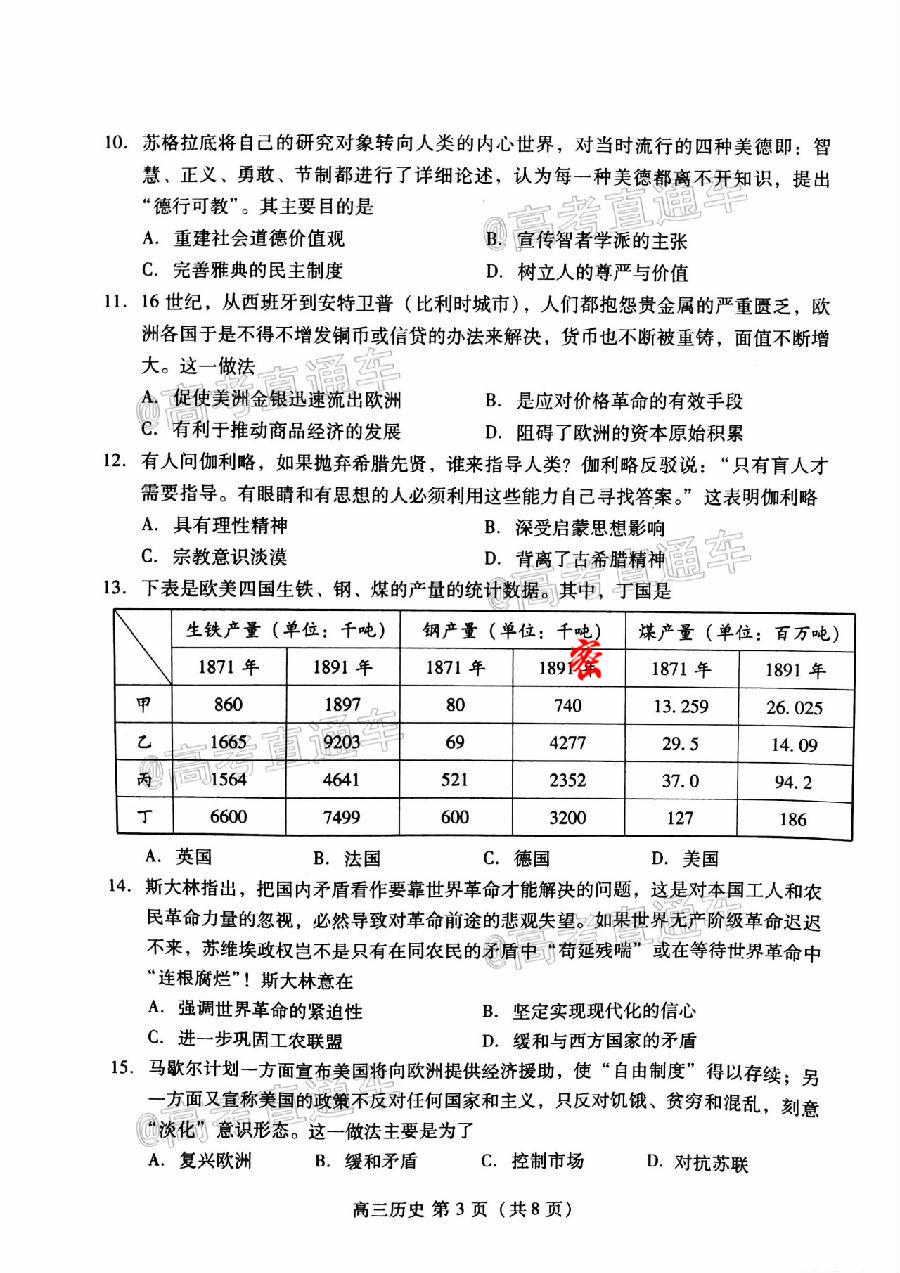 10. 苏格拉底将自己的研究对象转向人类的内心世界，对当时流行的四种美德即：智
慧、正义、勇敢、节制都进行了详细论述，认为每一种美德都离不开知识，提出
“德行可教”。其主要目的是
A. 重建社会道德价值观 B. 宣传智者学派的主张
C. 完善雅典的民主制度 D. 树立人的尊严与价值
11. 16 世纪，从西班牙到安特卫普（比利时城市），人们都抱怨贵金属的严重匮乏，欧
洲各国于是不得不增发铜币或信贷的办法来解决，货币也不断被重铸，面值不断增
大。这一做法
A. 促使美洲金银迅速流出欧洲 B. 是应对价格革命的有效手段
C. 有利于推动商品经济的发展 D. 阻碍了欧洲的资本原始积累
12. 有人问伽利略，如果抛弃希腊先贤，谁来指导人类？伽利略反驳说：“只有盲人才
需要指导。有眼睛和有思想的人必须利用这些能力自己寻找答案。” 这表明伽利略
A. 具有理性精神 B. 深受启蒙思想影响
C. 宗教意识淡漠 D. 背离了古希腊精神
13. 下表是欧美四国生铁、钢、煤的产量的统计数据。其中，丁国是
生铁产量（单位：千吨） 钢产量（单位：千吨） 煤产量（单位：百万吨）
1871 年 1891 年 1871 年 1891 年 1871 年 1891 年
密
甲 860 1897 80 740 13.259 26.025
乙 1665 9203 69 4277 29.5 14.09
丙 1564 4641 521 2352 37.0 94.2
丁 6600 7499 600 3200 127 186
A. 英国 B. 法国 C. 德国 D. 美国
14. 斯大林指出，把国内矛盾看作要靠世界革命才能解决的问题，这是对本国工人和农
民革命力量的忽视，必然导致对革命前途的悲观失望。如果世界无产阶级革命迟迟
不来，苏维埃政权岂不是只有在同农民的矛盾中“苟延残喘”或在等待世界革命中
“连根腐烂”！斯大林意在
A. 强调世界革命的紧迫性 B. 坚定实现现代化的信心
C. 进一步巩固工农联盟 D. 缓和与西方国家的矛盾
15. 马歇尔计划一方面宣布美国将向欧洲提供经济援助，使“自由制度”得以存续；另
一方面又宣称美国的政策不反对任何国家和主义，只反对饥饿、贫穷和混乱，刻意
“淡化”意识形态。这一做法主要是为了
A. 复兴欧洲 B. 缓和矛盾 C. 控制市场 D. 对抗苏联
高三历史 第 3 页（共 8 页）
@高考直通车
@高考直通车
@高考直通车
@高考直通车
@高考直通车
@高考直通车